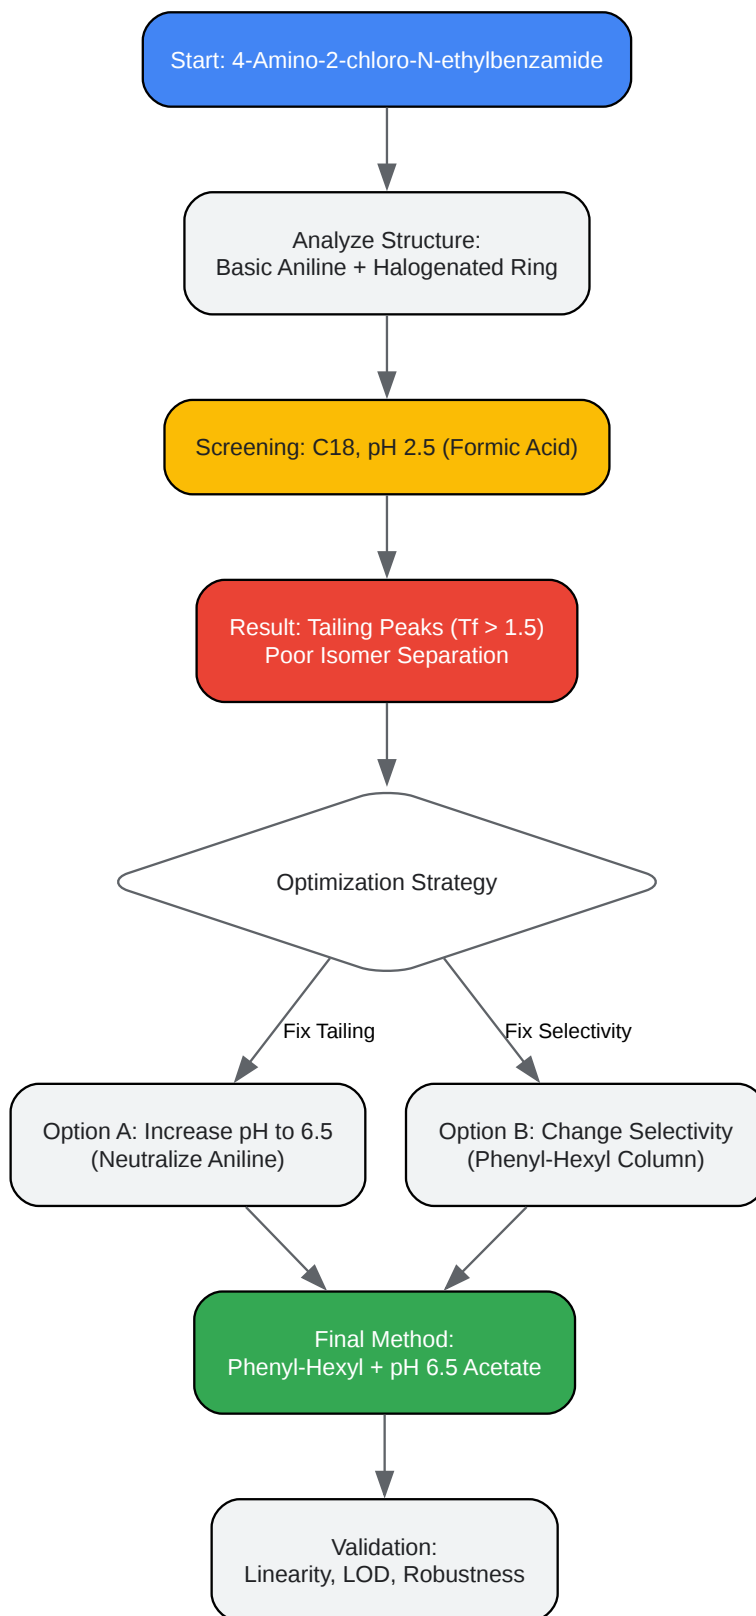 Start: 4-Amino-2-chloro-N-ethylbenzamide
Analyze Structure:
Basic Aniline + Halogenated Ring
Screening: C18, pH 2.5 (Formic Acid)
Result: Tailing Peaks (Tf > 1.5)
Poor Isomer Separation
Optimization Strategy
Fix Tailing
Fix Selectivity
Option A: Increase pH to 6.5
(Neutralize Aniline)
Option B: Change Selectivity
(Phenyl-Hexyl Column)
Final Method:
Phenyl-Hexyl + pH 6.5 Acetate
Validation:
Linearity, LOD, Robustness